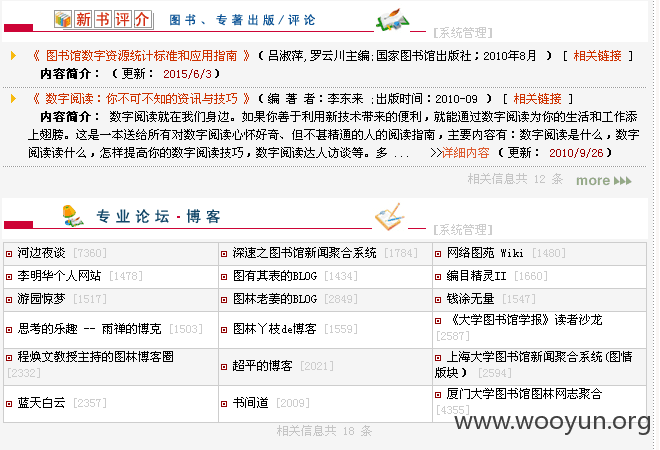 新书评介 图书、专著出版/评论 [系统管理]
《 图书馆数字资源统计标准和应用指南 》 ( 吕淑萍,罗云川主编;国家图书馆出版社；2010年8月 ) [ 相关链接 ]
内容简介： ( 更新： 2015/6/3 )
《 数字阅读：你不可不知的资讯与技巧 》 ( 编 著 者：李东来 ;出版时间：2010-09 ) [ 相关链接 ]
内容简介： 数字阅读就在我们身边。如果你善于利用新技术带来的便利，就能通过数字阅读为你的生活和工作添
上翅膀。这是一本送给所有对数字阅读心怀好奇、但不甚精通的人的阅读指南，主要内容有：数字阅读是什么，数字
阅读读什么，怎样提高你的数字阅读技巧，数字阅读达人访谈等。多 ... >>详细内容 ( 更新： 2010/9/26 )
相关信息共 12 条 more
专业论坛-博客 [系统管理]
河边夜谈 [7360] 深速之图书馆新闻聚合系统 [1784] 网络图苑 Wiki [1480]
李明华个人网站 [1478] 图有其表的BLOG [1434] 编目精灵II [1660]
游园惊梦 [1517] 图林老姜的BLOG [2849] 钱涂无量 [1547]
思考的乐趣 -- 雨禅的博克 [1503] 图林丫枝de博客 [1559] 《大学图书馆学报》读者沙龙
[2587]
程焕文教授主持的图林博客圈 超平的博客 [2021] 上海大学图书馆新闻聚合系统(图情
[2332] 版块) [2594]
蓝天白云 [2357] 书间道 [2009] 厦门大学图书馆图林网志聚合
[4355]
相关信息共 18 条
www.wooyun.org